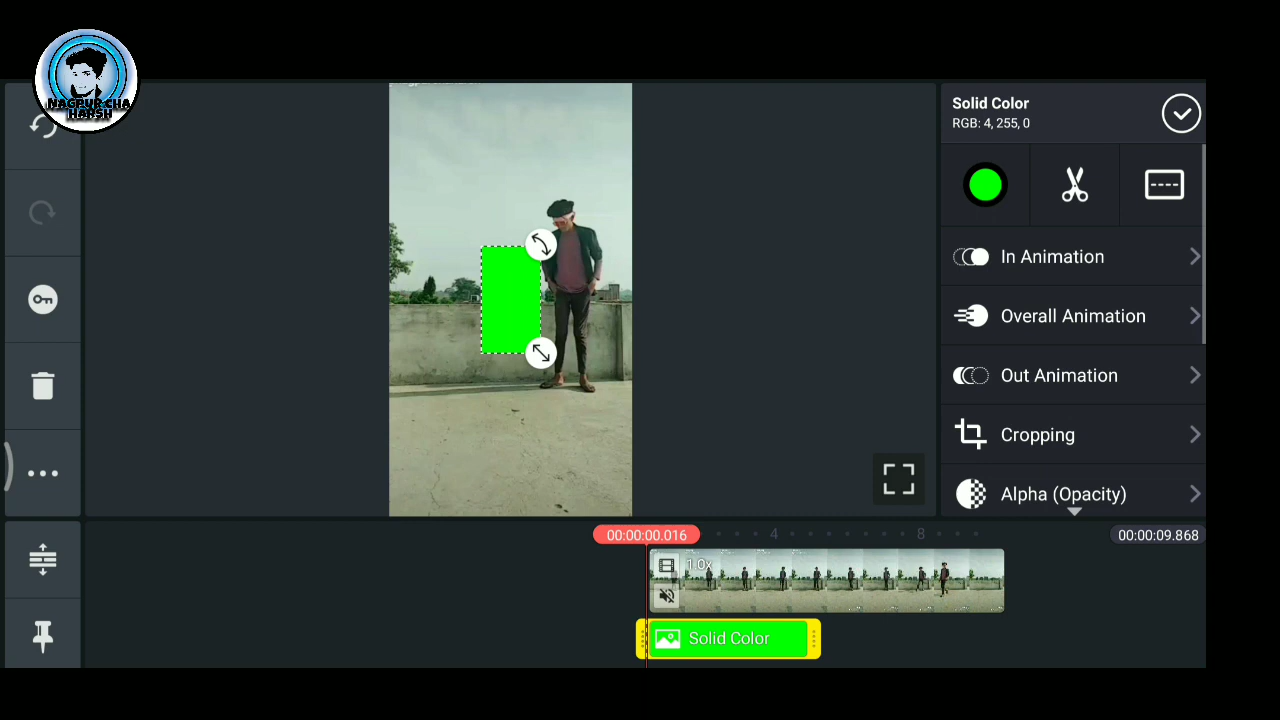 NAGPUR CHA
HARSH
Solid Color
RGB: 4, 255, 0
In Animation
Overall Animation
Out Animation
Cropping
Alpha (Opacity)
00:00:00.016
4
8
00:00:09.868
1.0x
Solid Color